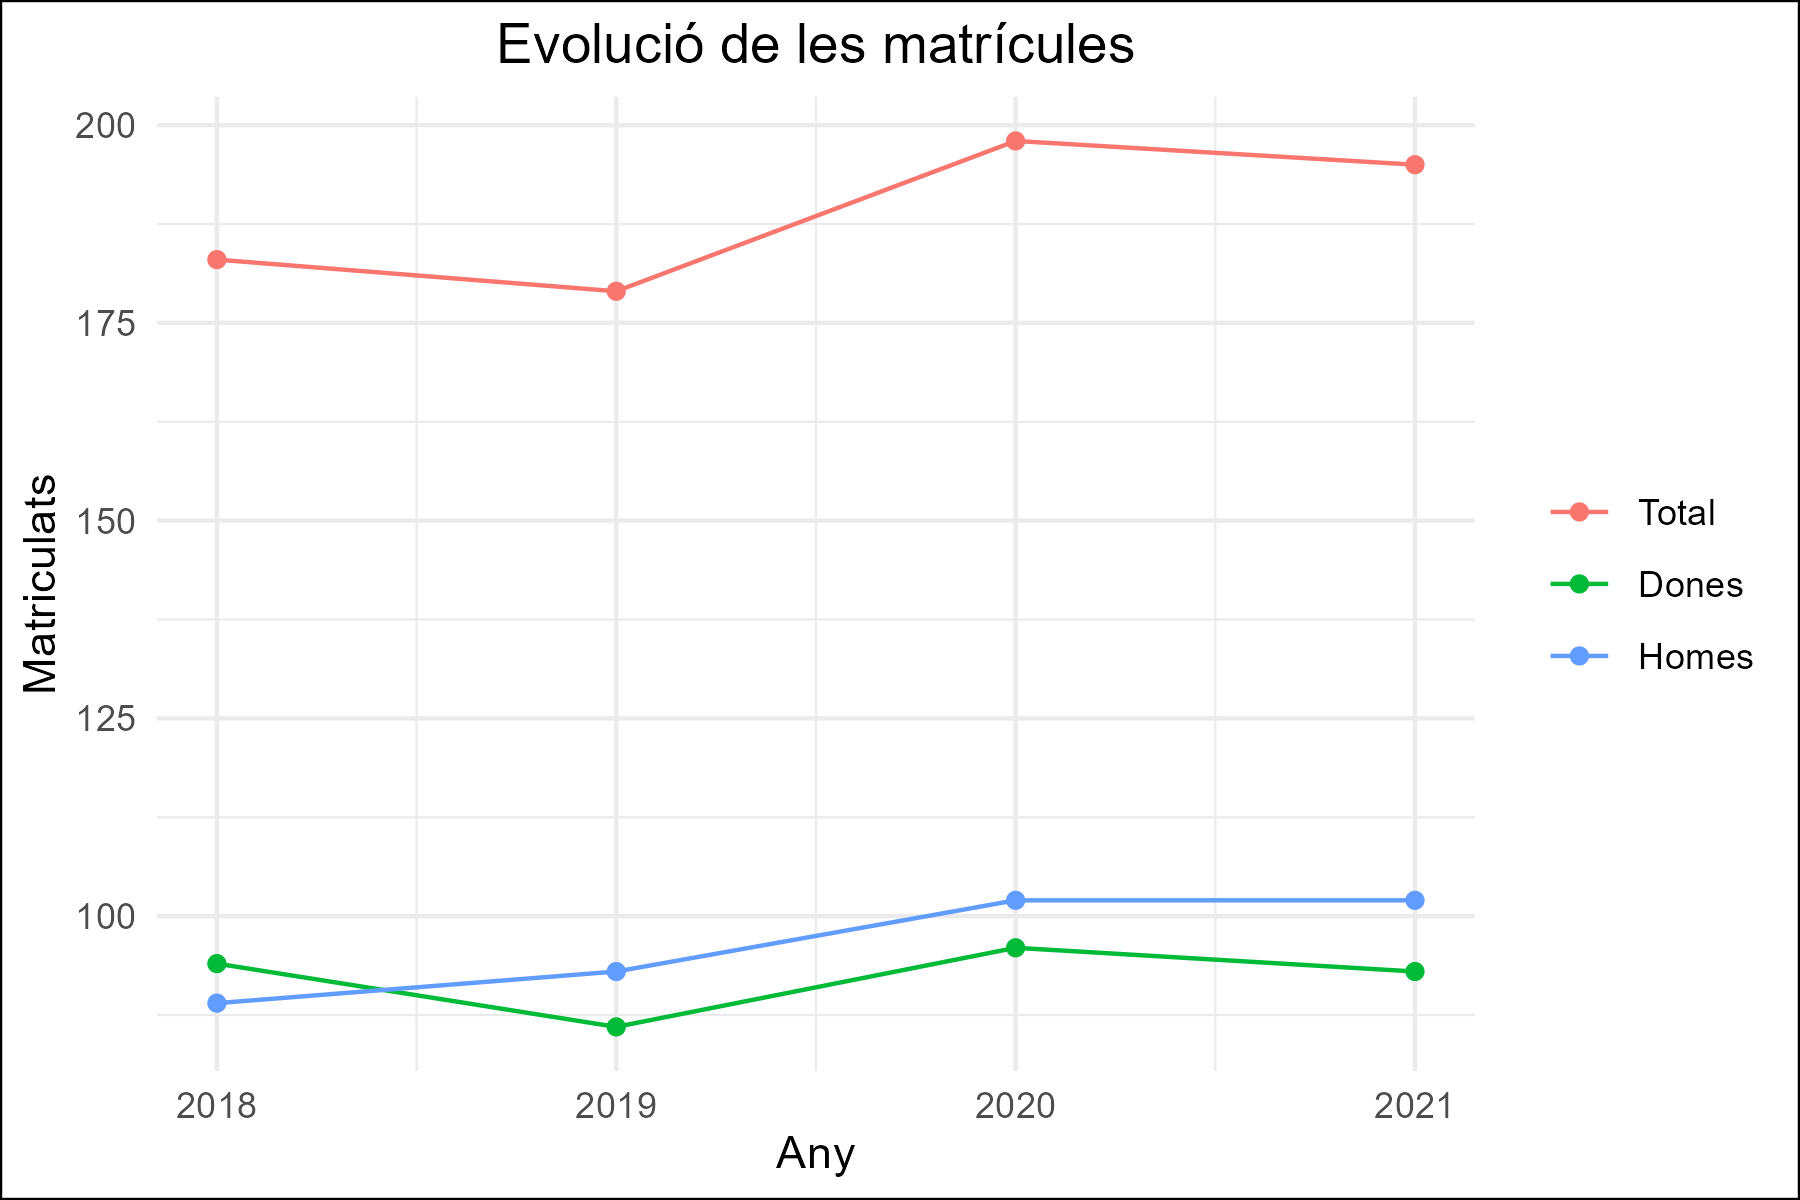 Evolució de les matrícules
Matriculats
200
175
150
125
100
2018 2019 2020 2021
Any
Total
Dones
Homes